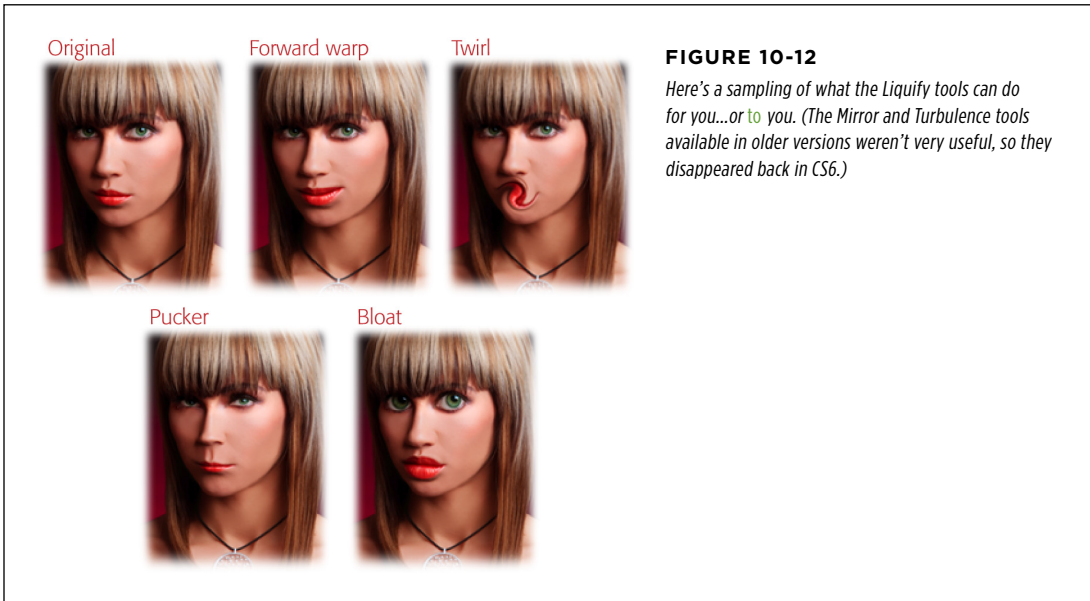 Original
Forward warp
Twirl
FIGURE 10-12
Here’s a sampling of what the Liquify tools can do
for you...or to you. (The Mirror and Turbulence tools
available in older versions weren’t very useful, so they
disappeared back in CS6.)
Pucker
Bloat